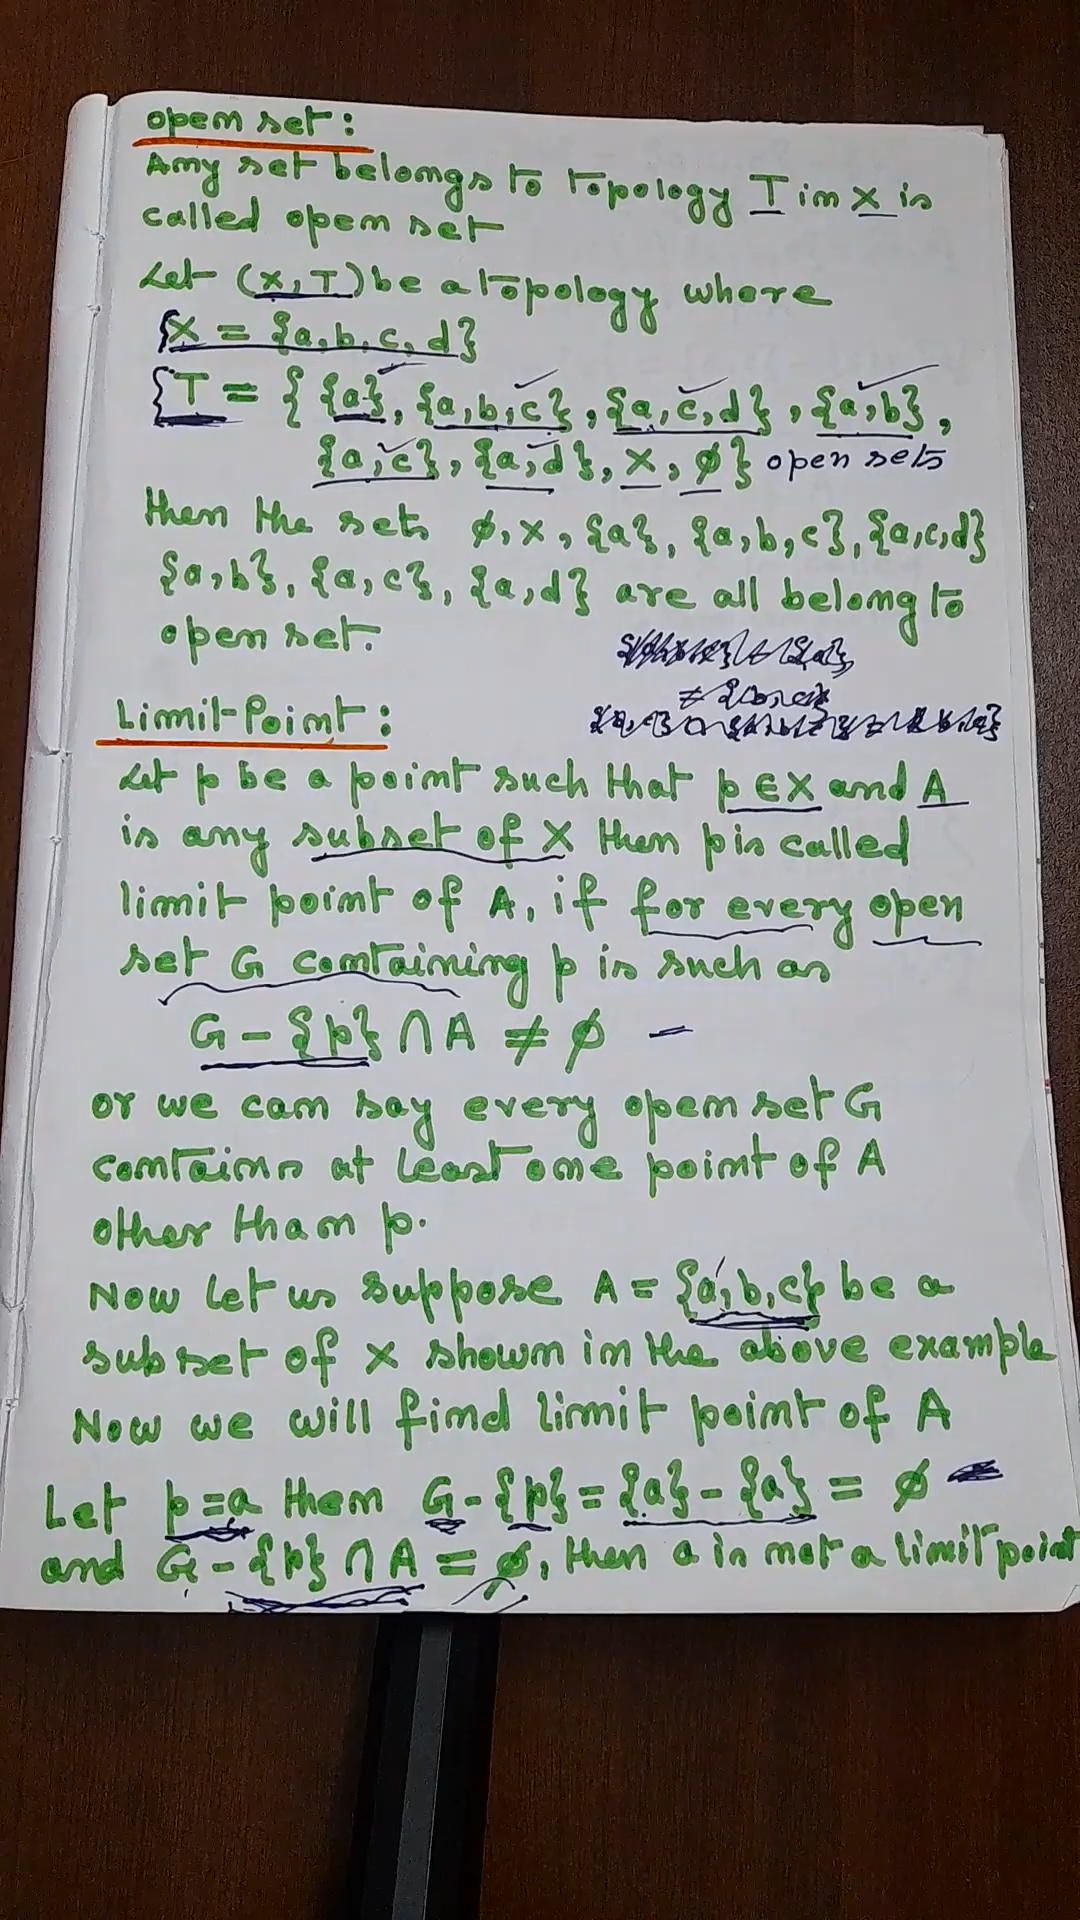 open set:
Any set belongs to topology T in X is
called open set
Let (X, T) be a topology where
X = {a, b, c, d}
T = { {a}, {a, b, c}, {a, c, d}, {a, b},
{a, c}, {a, d}, X, ϕ} open sets
then the sets ϕ, X, {a}, {a, b, c}, {a, c, d}
{a, b}, {a, c}, {a, d} are all belong to
open set.
Limit-Point:
Let p be a point such that p ∈ X and A
is any subset of X then p is called
limit point of A, if for every open
set G containing p is such as
G - {p} ∩ A ≠ ϕ
or we can say every open set G
contains at least one point of A
other than p.
Now let us suppose A = {a, b, c} be a
subset of X shown in the above example
Now we will find limit point of A
Let p = a then G - {p} = {a} - {a} = ϕ
and G - {p} ∩ A = ϕ, then a is not a limit point